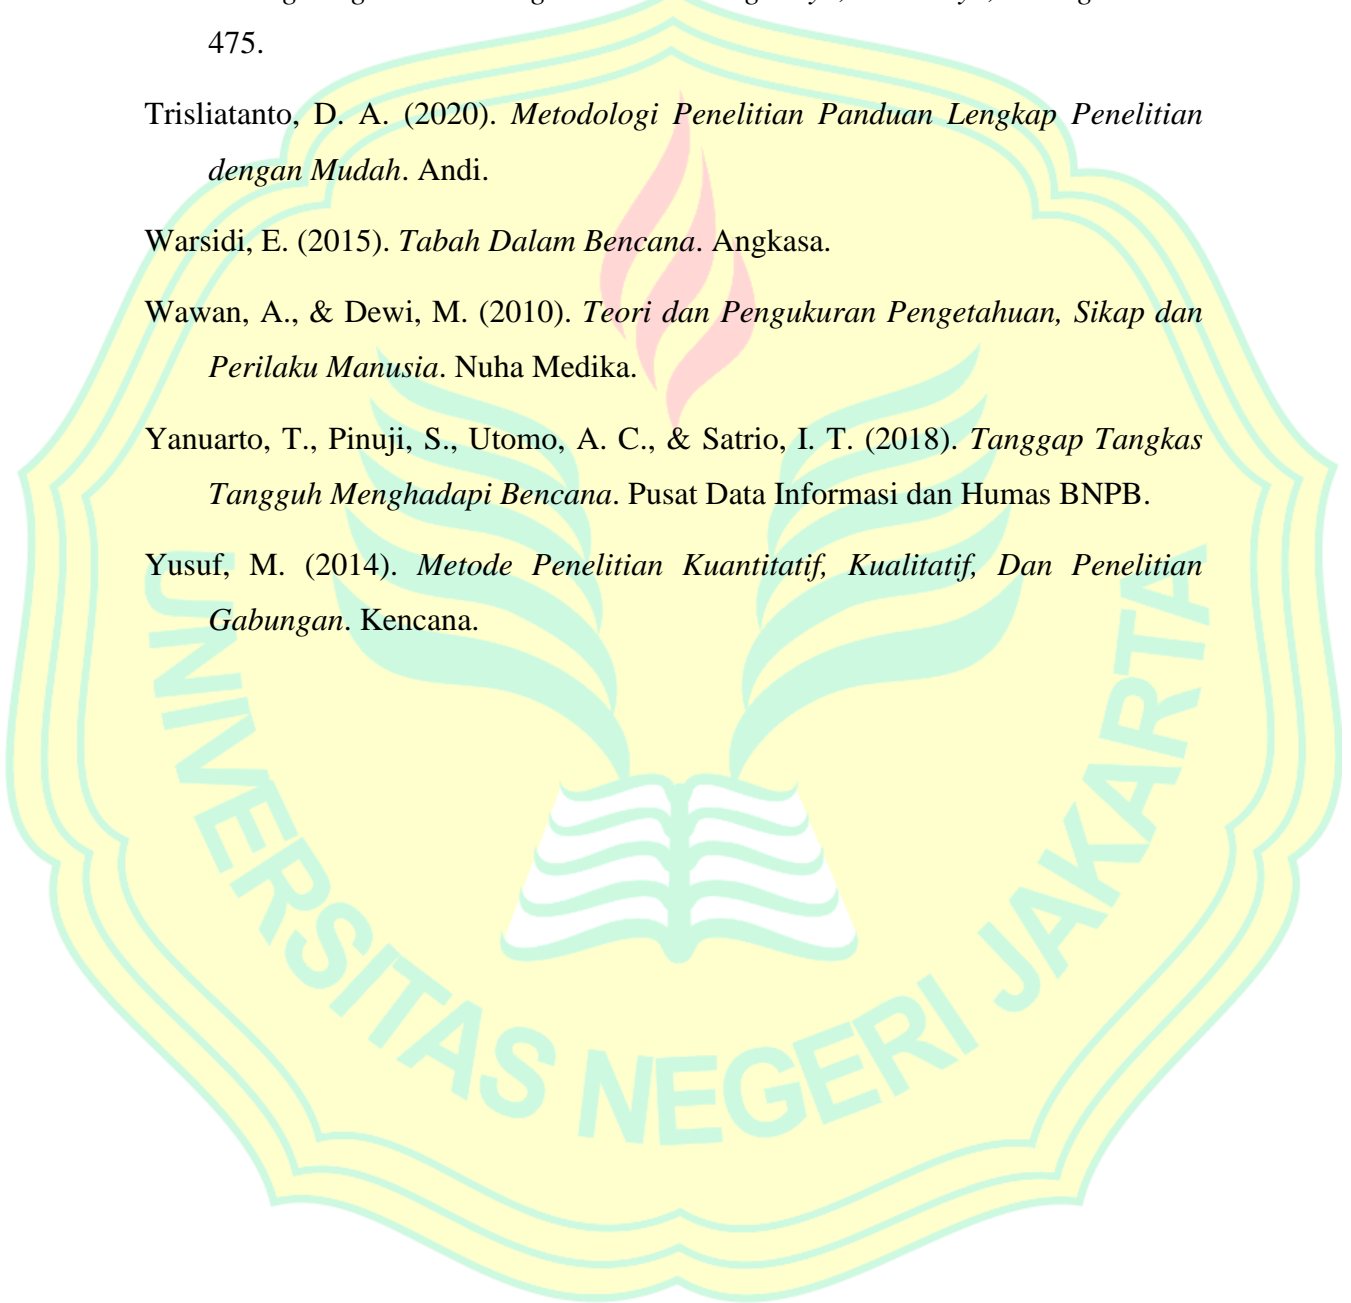 475.
Trisliatanto, D. A. (2020). Metodologi Penelitian Panduan Lengkap Penelitian
dengan Mudah. Andi.
Warsidi, E. (2015). Tabah Dalam Bencana. Angkasa.
Wawan, A., & Dewi, M. (2010). Teori dan Pengukuran Pengetahuan, Sikap dan
Perilaku Manusia. Nuha Medika.
Yanuarto, T., Pinuji, S., Utomo, A. C., & Satrio, I. T. (2018). Tanggap Tangkas
Tangguh Menghadapi Bencana. Pusat Data Informasi dan Humas BNPB.
Yusuf, M. (2014). Metode Penelitian Kuantitatif, Kualitatif, Dan Penelitian
Gabungan. Kencana.
UNIVERSITAS NEGERI JAKARTA